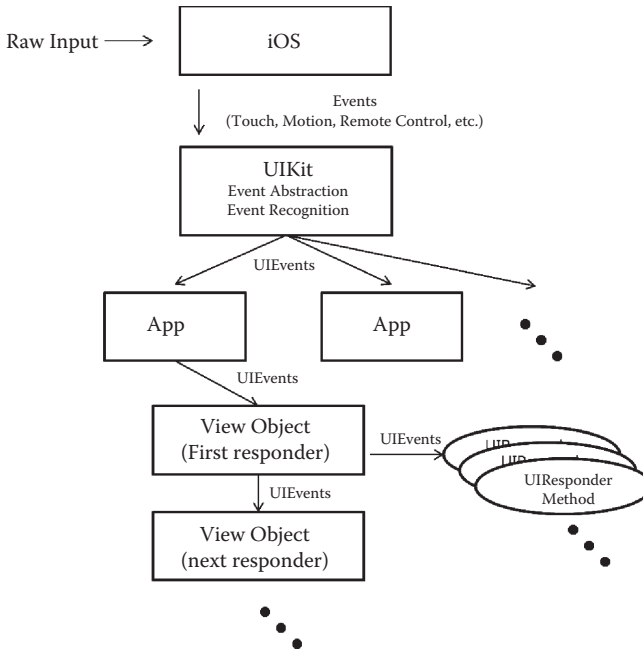 Raw Input
iOS
Events
(Touch, Motion, Remote Control, etc.)
UIKit
Event Abstraction
Event Recognition
UIEvents
App
App
UIEvents
View Object
(First responder)
UIEvents
UIResponder
Method
UIEvents
View Object
(next responder)